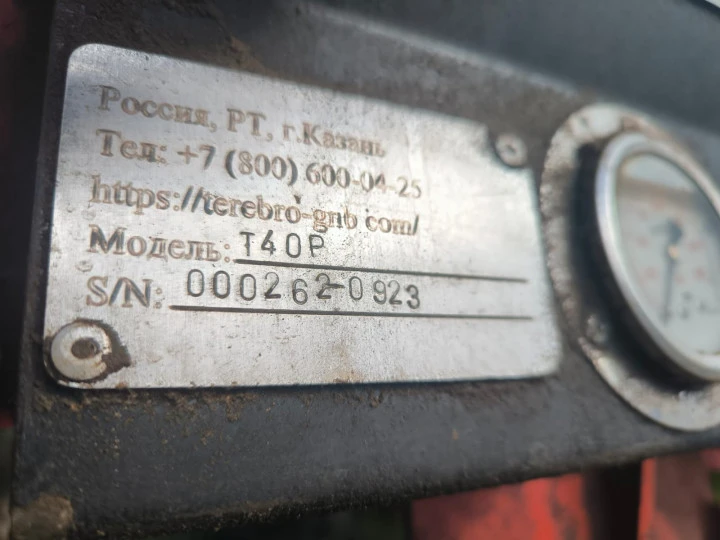 Россия, РТ, г.Казань
Тел: +7 (800) 600-04-25
https://terebro-gnb.com/
Модель: T40P
S/N: 000262-0923